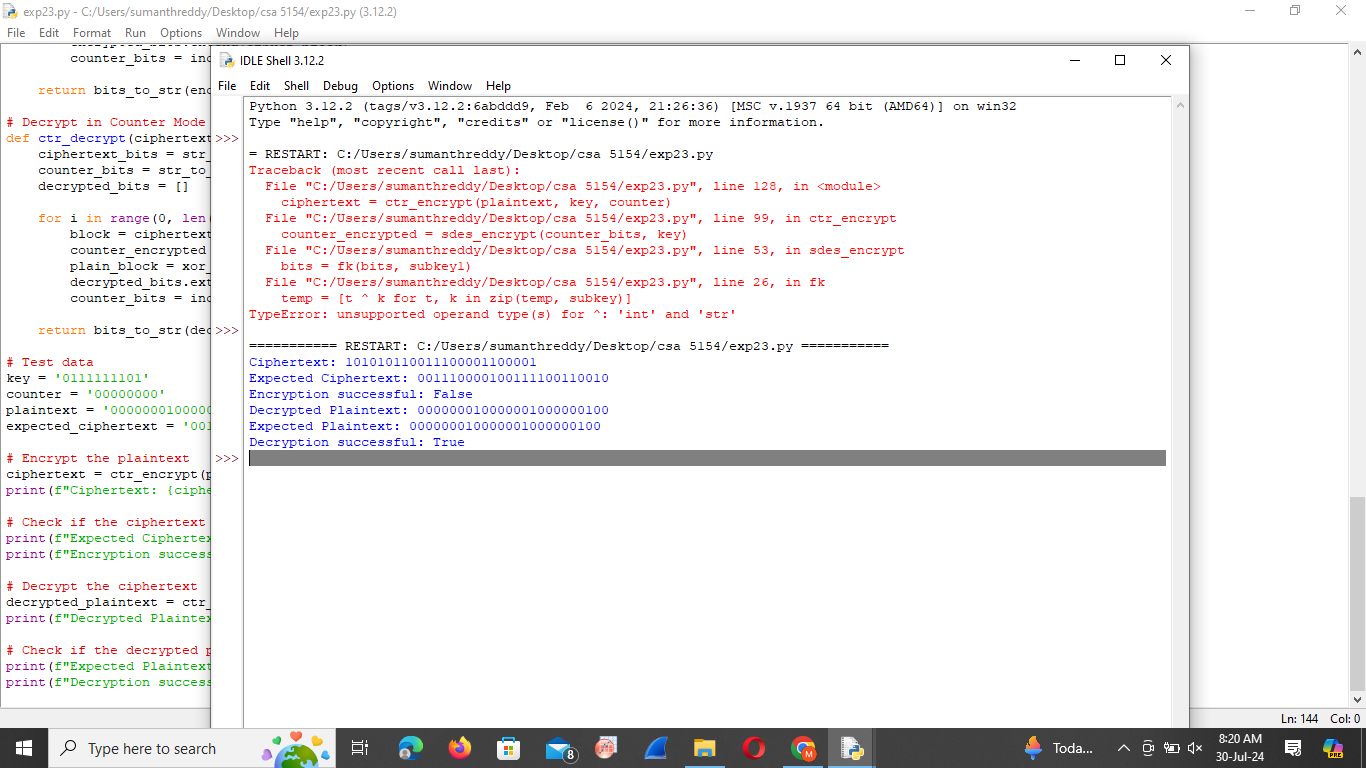 exp23.py - C:/Users/sumanthreddy/Desktop/csa 5154/exp23.py (3.12.2)
File Edit Format Run Options Window Help
counter_bits = inc
return bits_to_str(enc
# Decrypt in Counter Mode
def ctr_decrypt(ciphertext
ciphertext_bits = str_
counter_bits = str_to_
decrypted_bits = []
for i in range(0, len(
block = ciphertext
counter_encrypted
plain_block = xor_
decrypted_bits.ext
counter_bits = inc
return bits_to_str(dec
# Test data
key = '0111111101'
counter = '00000000'
plaintext = '0000000100000
expected_ciphertext = '001
# Encrypt the plaintext
ciphertext = ctr_encrypt(p
print(f"Ciphertext: {ciphe
# Check if the ciphertext
print(f"Expected Ciphertex
print(f"Encryption success
# Decrypt the ciphertext
decrypted_plaintext = ctr_
print(f"Decrypted Plaintex
# Check if the decrypted p
print(f"Expected Plaintext
print(f"Decryption success
IDLE Shell 3.12.2
File Edit Shell Debug Options Window Help
Python 3.12.2 (tags/v3.12.2:6abddd9, Feb  6 2024, 21:26:36) [MSC v.1937 64 bit (AMD64)] on win32
Type "help", "copyright", "credits" or "license()" for more information.
>>>
= RESTART: C:/Users/sumanthreddy/Desktop/csa 5154/exp23.py
Traceback (most recent call last):
File "C:/Users/sumanthreddy/Desktop/csa 5154/exp23.py", line 128, in <module>
ciphertext = ctr_encrypt(plaintext, key, counter)
File "C:/Users/sumanthreddy/Desktop/csa 5154/exp23.py", line 99, in ctr_encrypt
counter_encrypted = sdes_encrypt(counter_bits, key)
File "C:/Users/sumanthreddy/Desktop/csa 5154/exp23.py", line 53, in sdes_encrypt
bits = fk(bits, subkey1)
File "C:/Users/sumanthreddy/Desktop/csa 5154/exp23.py", line 26, in fk
temp = [t ^ k for t, k in zip(temp, subkey)]
TypeError: unsupported operand type(s) for ^: 'int' and 'str'
>>>
=========== RESTART: C:/Users/sumanthreddy/Desktop/csa 5154/exp23.py ===========
Ciphertext: 101010110011100001100001
Expected Ciphertext: 001110000100111100110010
Encryption successful: False
Decrypted Plaintext: 000000010000001000000100
Expected Plaintext: 000000010000001000000100
Decryption successful: True
>>>
Ln: 144 Col: 0
Type here to search
8
M
Toda...
8:20 AM
30-Jul-24
PRE